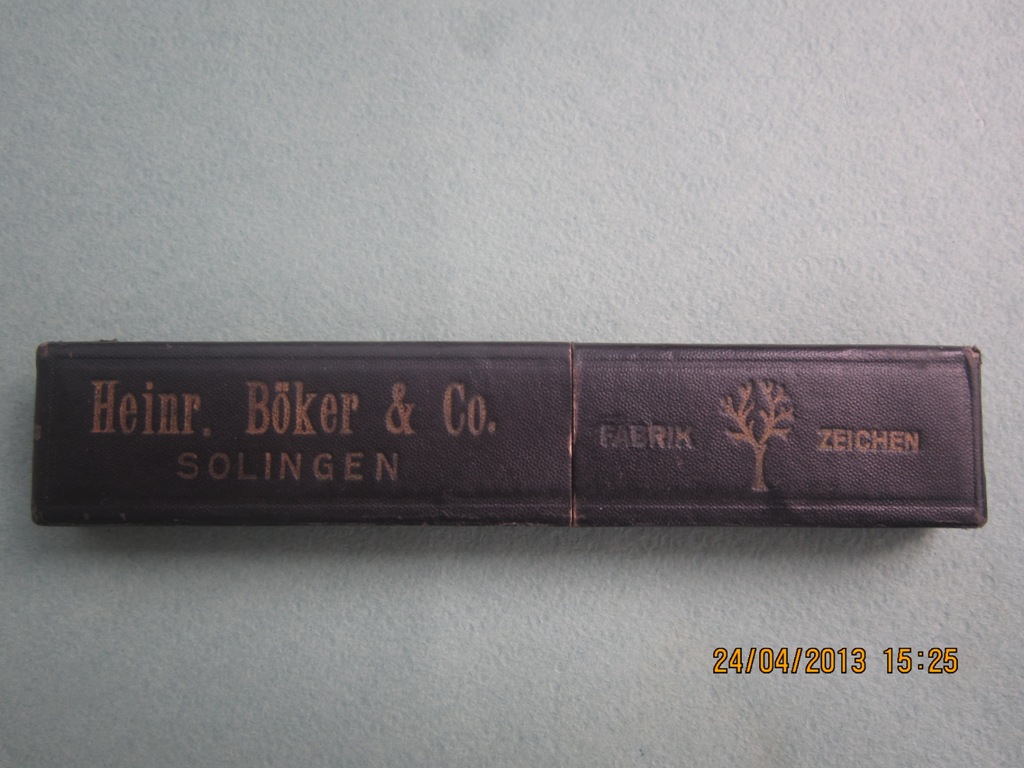 Heinr. Böker & Co.
SOLINGEN
FABRIK ZEICHEN
24/04/2013 15:25